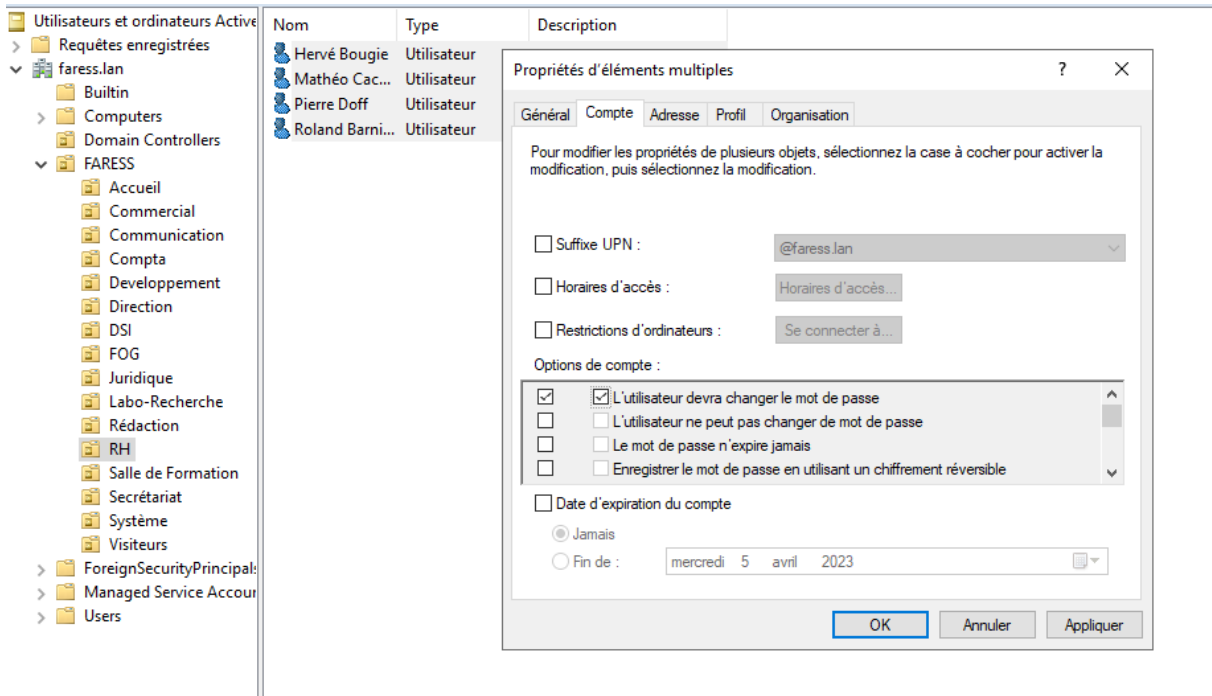 Utilisateurs et ordinateurs Active
Requêtes enregistrées
faress.lan
Builtin
Computers
Domain Controllers
FARESS
Accueil
Commercial
Communication
Compta
Developpement
Direction
DSI
FOG
Juridique
Labo-Recherche
Rédaction
RH
Salle de Formation
Secrétariat
Système
Visiteurs
ForeignSecurityPrincipals
Managed Service Accour
Users
Nom Type Description
Hervé Bougie Utilisateur
Mathéo Cac... Utilisateur
Pierre Doff Utilisateur
Roland Barni... Utilisateur
Propriétés d'éléments multiples ?
Général Compte Adresse Profil Organisation
Pour modifier les propriétés de plusieurs objets, sélectionnez la case à cocher pour activer la
modification, puis sélectionnez la modification.
Suffixe UPN : @faress.lan
Horaires d'accès : Horaires d'accès...
Restrictions d'ordinateurs : Se connecter à...
Options de compte :
L'utilisateur devra changer le mot de passe
L'utilisateur ne peut pas changer de mot de passe
Le mot de passe n'expire jamais
Enregistrer le mot de passe en utilisant un chiffrement réversible
Date d'expiration du compte
Jamais
Fin de : mercredi 5 avril 2023
OK Annuler Appliquer